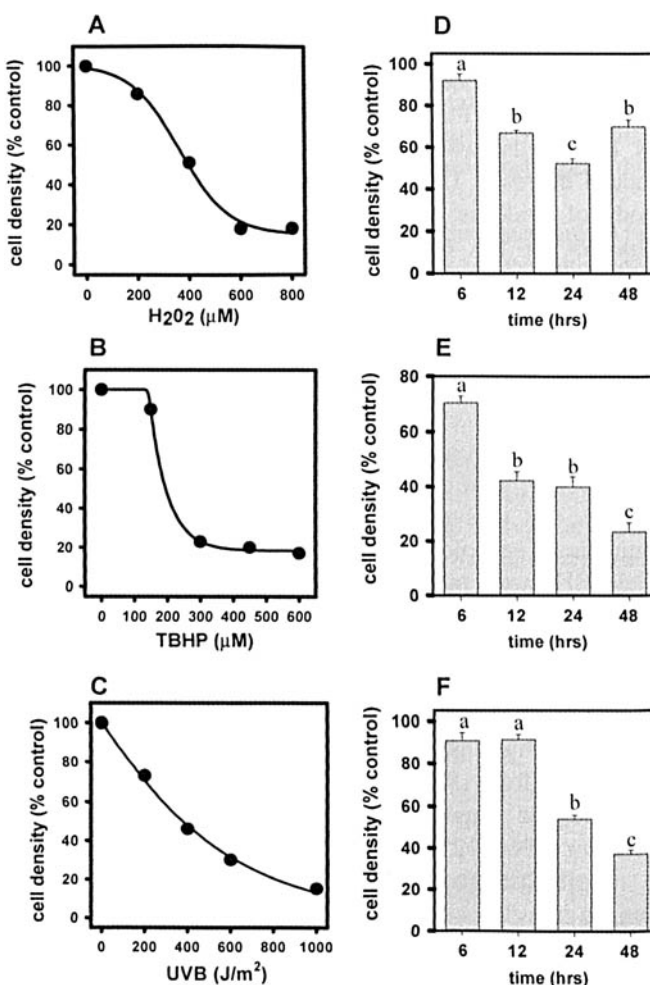 A
cell density (% control)
100
80
60
40
20
0
0 200 400 600 800
H2O2 (μM)
D
cell density (% control)
100
80
60
40
20
0
a
b
c
b
6 12 24 48
time (hrs)
B
cell density (% control)
100
80
60
40
20
0
0 100 200 300 400 500 600
TBHP (μM)
E
cell density (% control)
80
60
40
20
0
a
b
b
c
6 12 24 48
time (hrs)
C
cell density (% control)
100
80
60
40
20
0
0 200 400 600 800 1000
UVB (J/m²)
F
cell density (% control)
100
80
60
40
20
0
a
a
b
c
6 12 24 48
time (hrs)